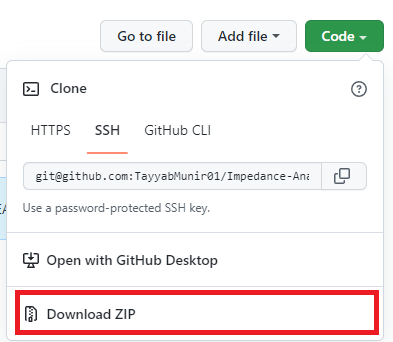 Go to file Add file Code
Clone
HTTPS SSH GitHub CLI
git@github.com:TayyabMunir01/Impedance-Ana
Use a password-protected SSH key.
Open with GitHub Desktop
Download ZIP